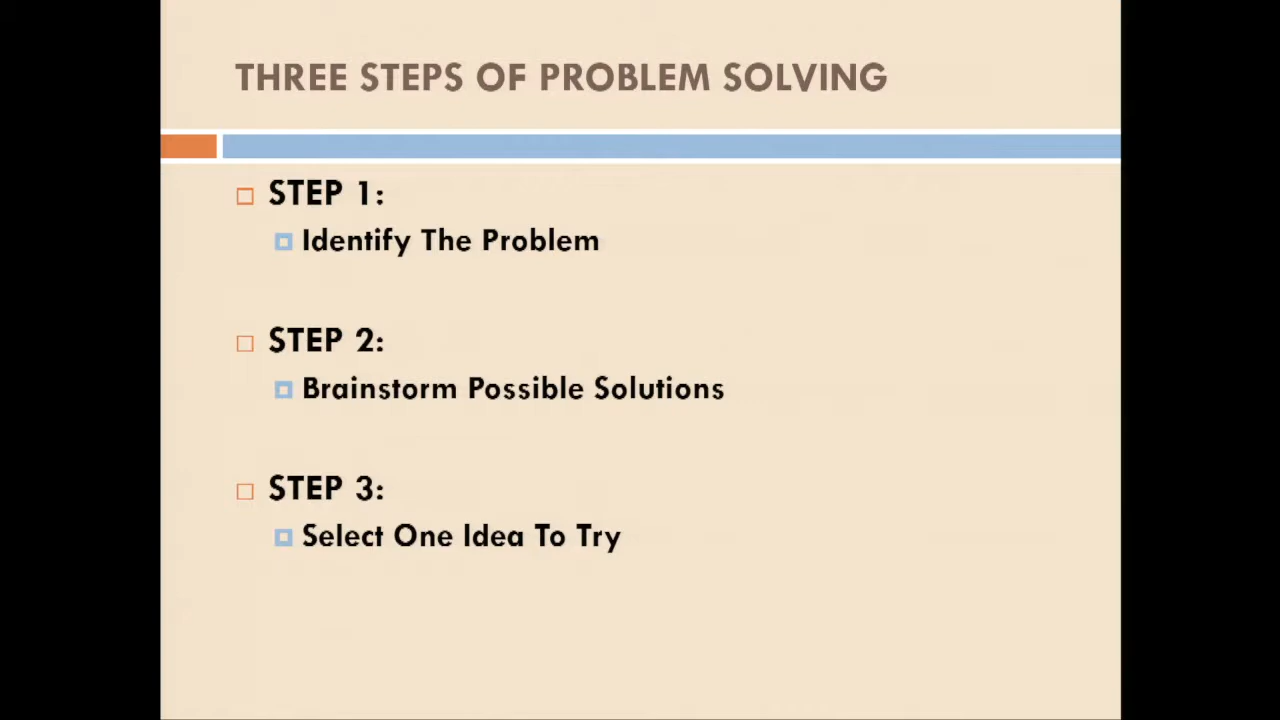 THREE STEPS OF PROBLEM SOLVING
STEP 1:
Identify The Problem
STEP 2:
Brainstorm Possible Solutions
STEP 3:
Select One Idea To Try